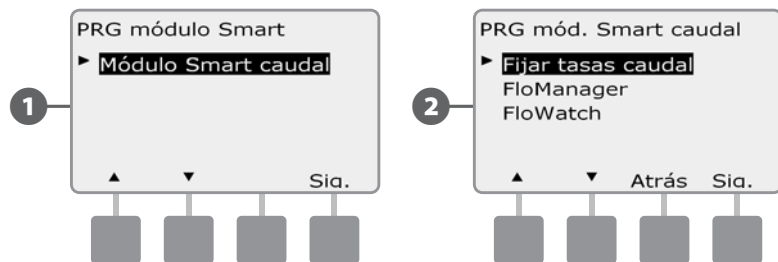 PRG módulo Smart
► Módulo Smart caudal
1
▲ ▼ Sig.
PRG mód. Smart caudal
► Fijar tasas caudal
FloManager
FloWatch
2
▲ ▼ Atrás Sig.